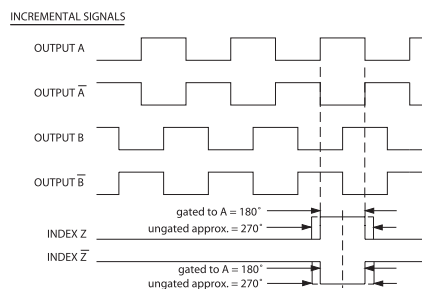 INCREMENTAL SIGNALS
OUTPUT A
OUTPUT A̅
OUTPUT B
OUTPUT B̅
gated to A = 180°
ungated approx. = 270°
INDEX Z
INDEX Z̅
gated to A = 180°
ungated approx. = 270°